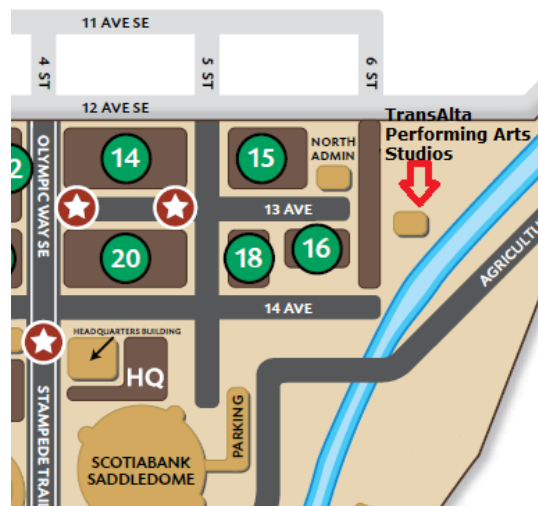 11 AVE SE
4 ST
5 ST
6 ST
12 AVE SE
TransAlta
Performing Arts
Studios
OLYMPIC WAY SE
14
15
NORTH
ADMIN
2
13 AVE
20
18
16
14 AVE
AGRICULTU
HEADQUARTERS BUILDING
HQ
STAMPEDE TRAI
PARKING
SCOTIABANK
SADDLEDOME